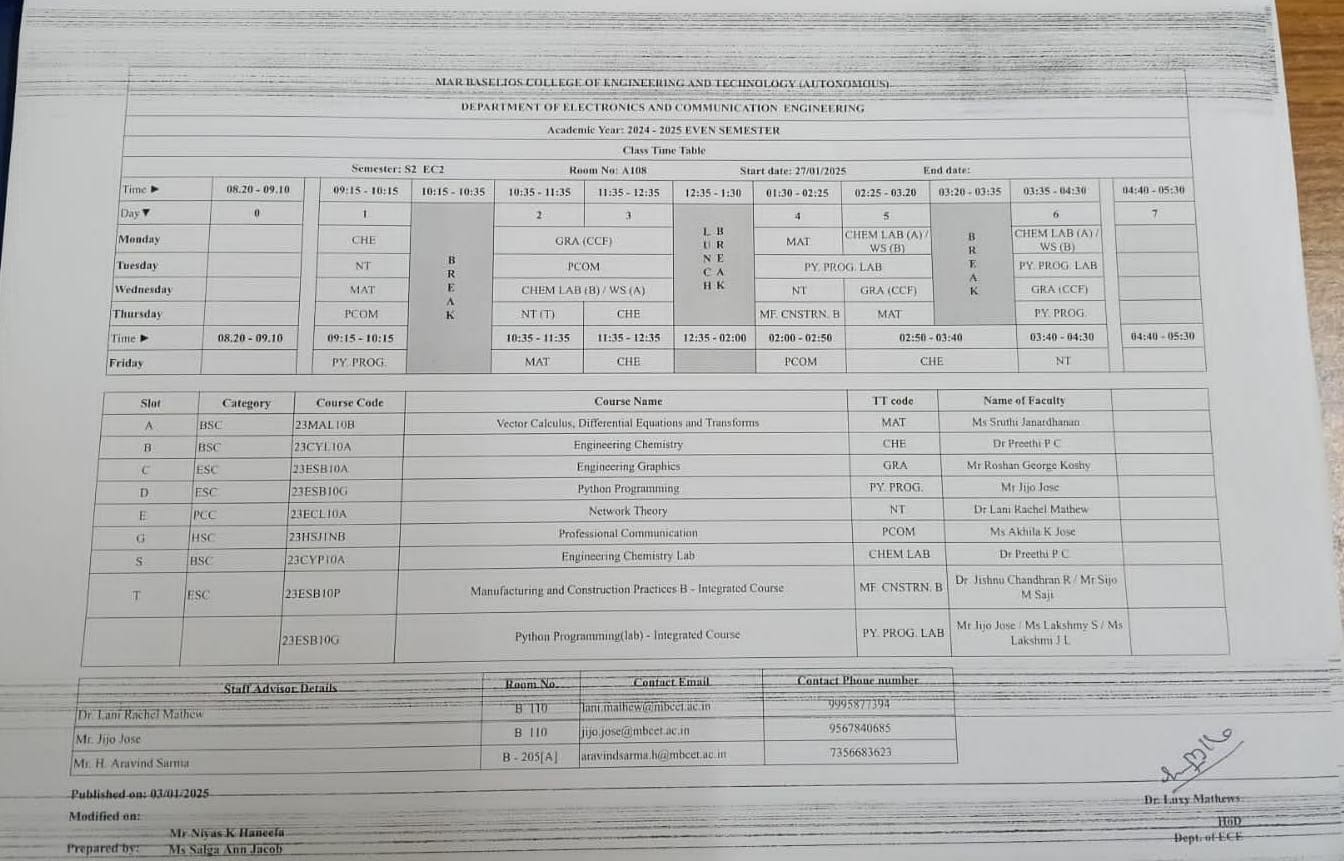 MAR BASELIOS COLLEGE OF ENGINEERING AND TECHNOLOGY (AUTONOMOUS)
DEPARTMENT OF ELECTRONICS AND COMMUNICATION ENGINEERING
Academic Year: 2024 - 2025 EVEN SEMESTER
Class Time Table
Semester: S2 EC2 Room No: A108 Start date: 27/01/2025 End date:
Time ► 08.20 - 09.10 09:15 - 10:15 10:15 - 10:35 10:35 - 11:35 11:35 - 12:35 12:35 - 1:30 01:30 - 02:25 02:25 - 03.20 03:20 - 03:35 03:35 - 04:30 04:40 - 05:30
Day▼ 0 1 BREAK 2 3 LUNCH BREAK 4 5 BREAK 6 7
Monday CHE GRA (CCF) MAT CHEM LAB (A) / WS (B) CHEM LAB (A) / WS (B)
Tuesday NT PCOM PY. PROG. LAB PY. PROG. LAB
Wednesday MAT CHEM LAB (B) / WS (A) NT GRA (CCF) GRA (CCF)
Thursday PCOM NT (T) CHE MF. CNSTRN. B MAT PY. PROG.
Time ► 08.20 - 09.10 09:15 - 10:15 10:35 - 11:35 11:35 - 12:35 12:35 - 02:00 02:00 - 02:50 02:50 - 03:40 03:40 - 04:30 04:40 - 05:30
Friday PY. PROG. MAT CHE PCOM CHE NT
Slot Category Course Code Course Name TT code Name of Faculty
A BSC 23MAL10B Vector Calculus, Differential Equations and Transforms MAT Ms Sruthi Janardhanan
B BSC 23CYL10A Engineering Chemistry CHE Dr Preethi P C
C ESC 23ESB10A Engineering Graphics GRA Mr Roshan George Koshy
D ESC 23ESB10G Python Programming PY. PROG. Mr Jijo Jose
E PCC 23ECL10A Network Theory NT Dr Lani Rachel Mathew
G HSC 23HSJ1NB Professional Communication PCOM Ms Akhila K Jose
S BSC 23CYP10A Engineering Chemistry Lab CHEM LAB Dr Preethi P C
T ESC 23ESB10P Manufacturing and Construction Practices B - Integrated Course MF. CNSTRN. B Dr Jishnu Chandhran R / Mr Sijo M Saji
23ESB10G Python Programming(lab) - Integrated Course PY. PROG. LAB Mr Jijo Jose / Ms Lakshmy S / Ms Lakshmi J L
Staff Advisor Details Room No. Contact Email Contact Phone number
Dr. Lani Rachel Mathew B 110 lani.mathew@mbcet.ac.in 9995877394
Mr. Jijo Jose B 110 jijo.jose@mbcet.ac.in 9567840685
Mr. H. Aravind Sarma B - 205[A] aravindsarma.h@mbcet.ac.in 7356683623
Published on: 03/01/2025
Modified on:
Mr Niyas K Haneefa
Prepared by: Ms Salga Ann Jacob
Dr. Luxy Mathews
HoD
Dept. of ECE